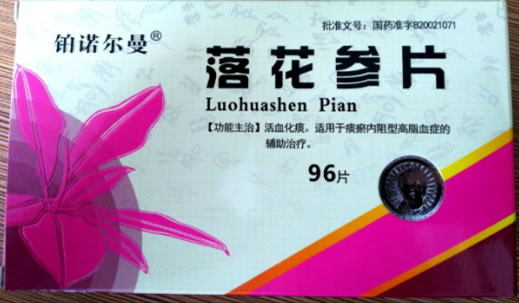 批准文号：国药准字B20021071
铂诺尔曼®
落花参片
Luohuashen Pian
【功能主治】活血化痰。适用于痰瘀内阻型高脂血症的
辅助治疗。
96片